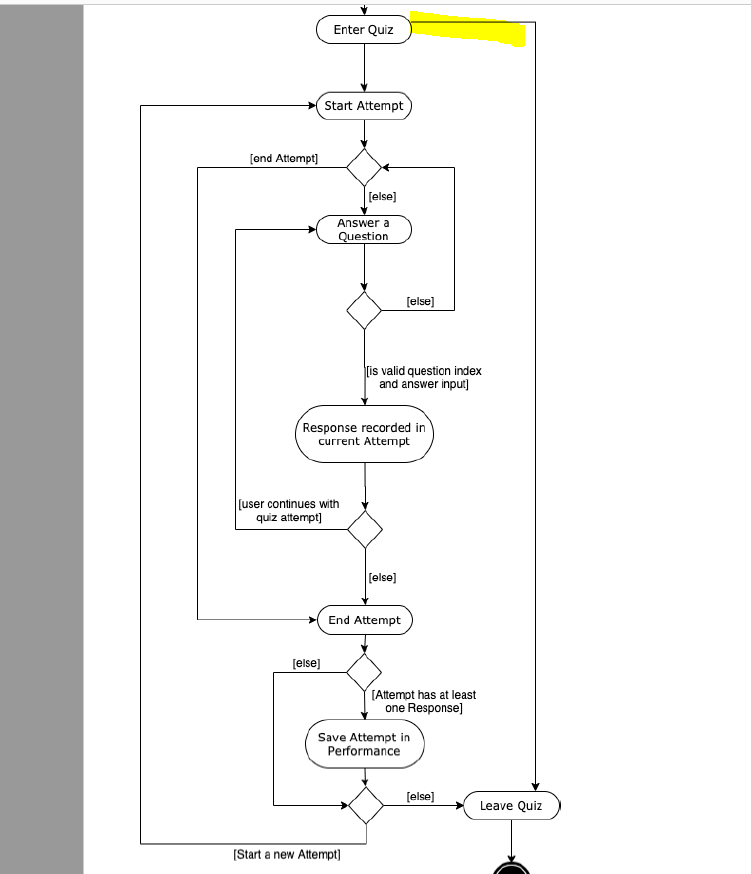 Enter Quiz
Start Attempt
[end Attempt]
[else]
Answer a
Question
[else]
[is valid question index
and answer input]
Response recorded in
current Attempt
[user continues with
quiz attempt]
[else]
End Attempt
[else]
[Attempt has at least
one Response]
Save Attempt in
Performance
[else]
Leave Quiz
[Start a new Attempt]